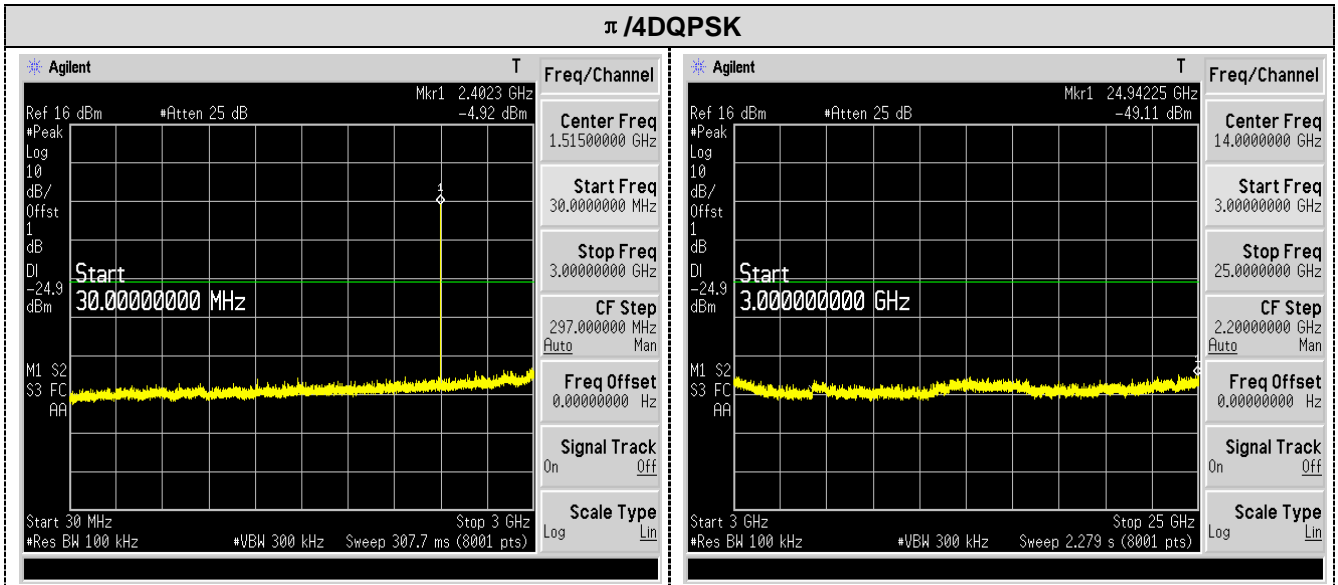 π/4DQPSK
Agilent T
Mkr1 2.4023 GHz
Ref 16 dBm #Atten 25 dB -4.92 dBm
#Peak
Log
10
dB/
Offst
1
dB
DI
-24.9
dBm
1
Start
30.00000000 MHz
M1 S2
S3 FC
AA
Start 30 MHz Stop 3 GHz
#Res BW 100 kHz #VBW 300 kHz Sweep 307.7 ms (8001 pts)
Freq/Channel
Center Freq
1.51500000 GHz
Start Freq
30.0000000 MHz
Stop Freq
3.00000000 GHz
CF Step
297.000000 MHz
Auto Man
Freq Offset
0.00000000 Hz
Signal Track
On Off
Scale Type
Log Lin
Agilent T
Mkr1 24.94225 GHz
Ref 16 dBm #Atten 25 dB -49.11 dBm
#Peak
Log
10
dB/
Offst
1
dB
DI
-24.9
dBm
Start
3.000000000 GHz
1
M1 S2
S3 FC
AA
Start 3 GHz Stop 25 GHz
#Res BW 100 kHz #VBW 300 kHz Sweep 2.279 s (8001 pts)
Freq/Channel
Center Freq
14.0000000 GHz
Start Freq
3.00000000 GHz
Stop Freq
25.0000000 GHz
CF Step
2.20000000 GHz
Auto Man
Freq Offset
0.00000000 Hz
Signal Track
On Off
Scale Type
Log Lin